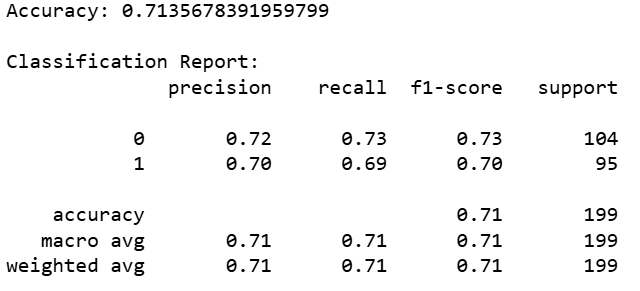 Accuracy: 0.7135678391959799
Classification Report:
precision recall f1-score support
0 0.72 0.73 0.73 104
1 0.70 0.69 0.70 95
accuracy 0.71 199
macro avg 0.71 0.71 0.71 199
weighted avg 0.71 0.71 0.71 199